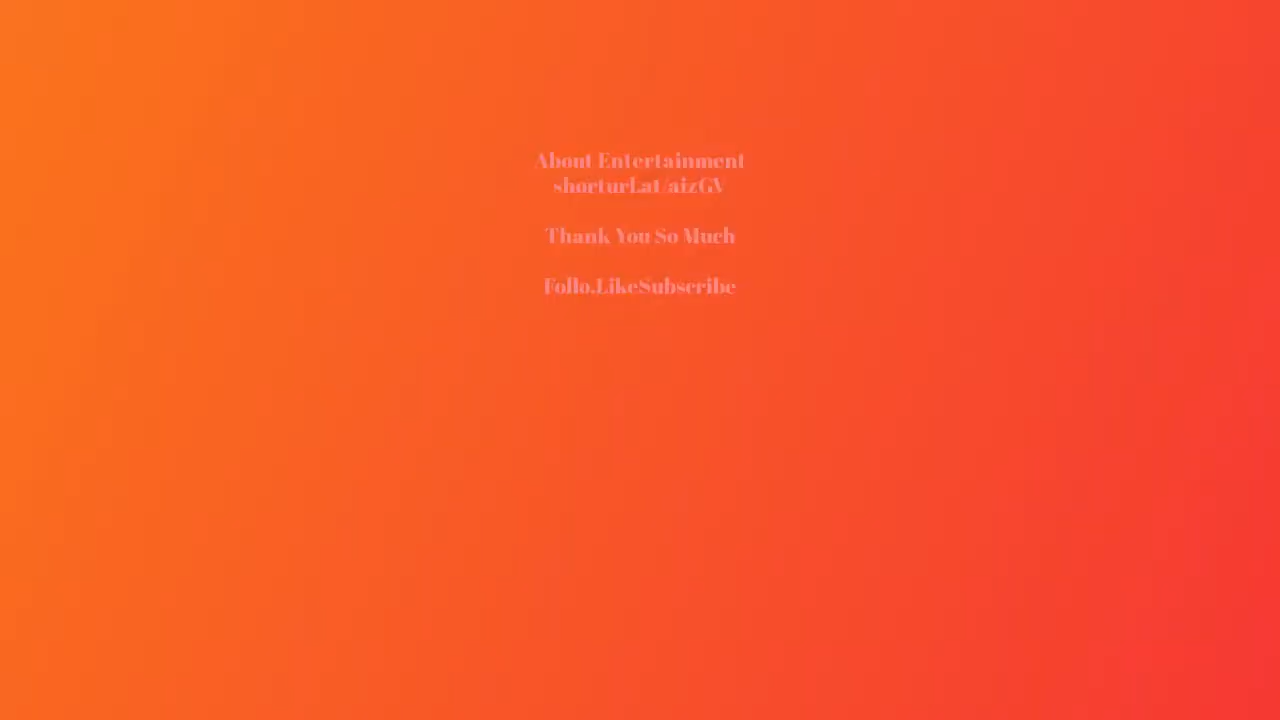 About Entertainment
shorturl.at/aizGV
Thank You So Much
Follo,LikeSubscribe